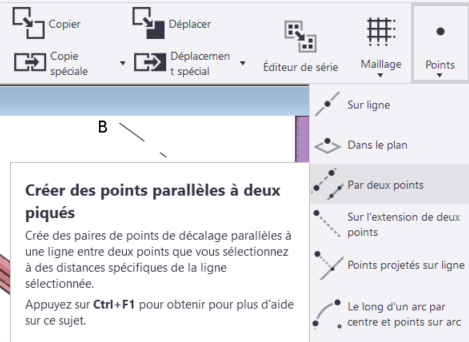 Copier
Déplacer
Copie
spéciale
Déplacemen
t spécial
Éditeur de série
Maillage
Points
Sur ligne
Dans le plan
Par deux points
Sur l'extension de deux
points
Points projetés sur ligne
Le long d'un arc par
centre et points sur arc
B
Créer des points parallèles à deux
piqués
Crée des paires de points de décalage parallèles à
une ligne entre deux points que vous sélectionnez
à des distances spécifiques de la ligne
sélectionnée.
Appuyez sur Ctrl+F1 pour obtenir pour plus d'aide
sur ce sujet.